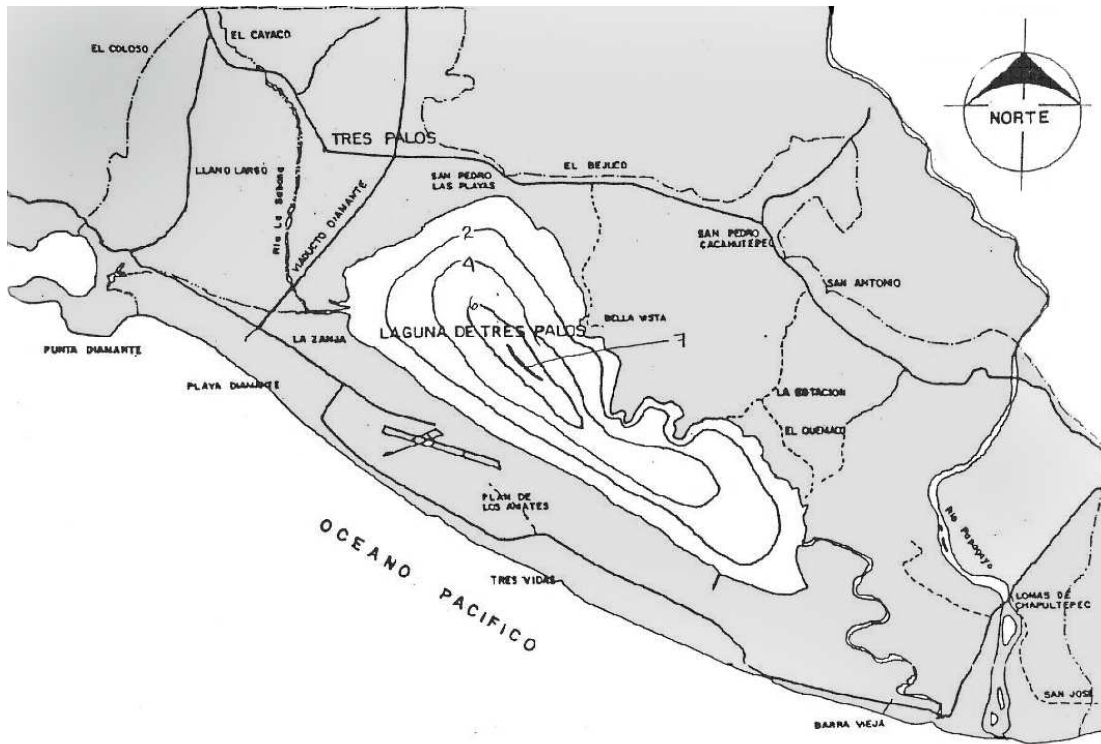 EL COLOSO
EL CAYACO
NORTE
TRES PALOS
LLANO LARGO
Río La Sabana
VIADUCTO DIAMANTE
SAN PEDRO
LAS PLAYAS
EL BEJUCO
2
4
6
SAN PEDRO
CACAHUTEPEC
SAN ANTONIO
BELLA VISTA
LAGUNA DE TRES PALOS
7
LA ZANJA
PUNTA DIAMANTE
PLAYA DIAMANTE
LA ESTACION
EL QUEMADO
PLAN DE
LOS AMATES
RIO PAPAGAYO
OCEANO PACIFICO
TRES VIDAS
LOMAS DE
CHAPULTEPEC
SAN JOSE
BARRA VIEJA